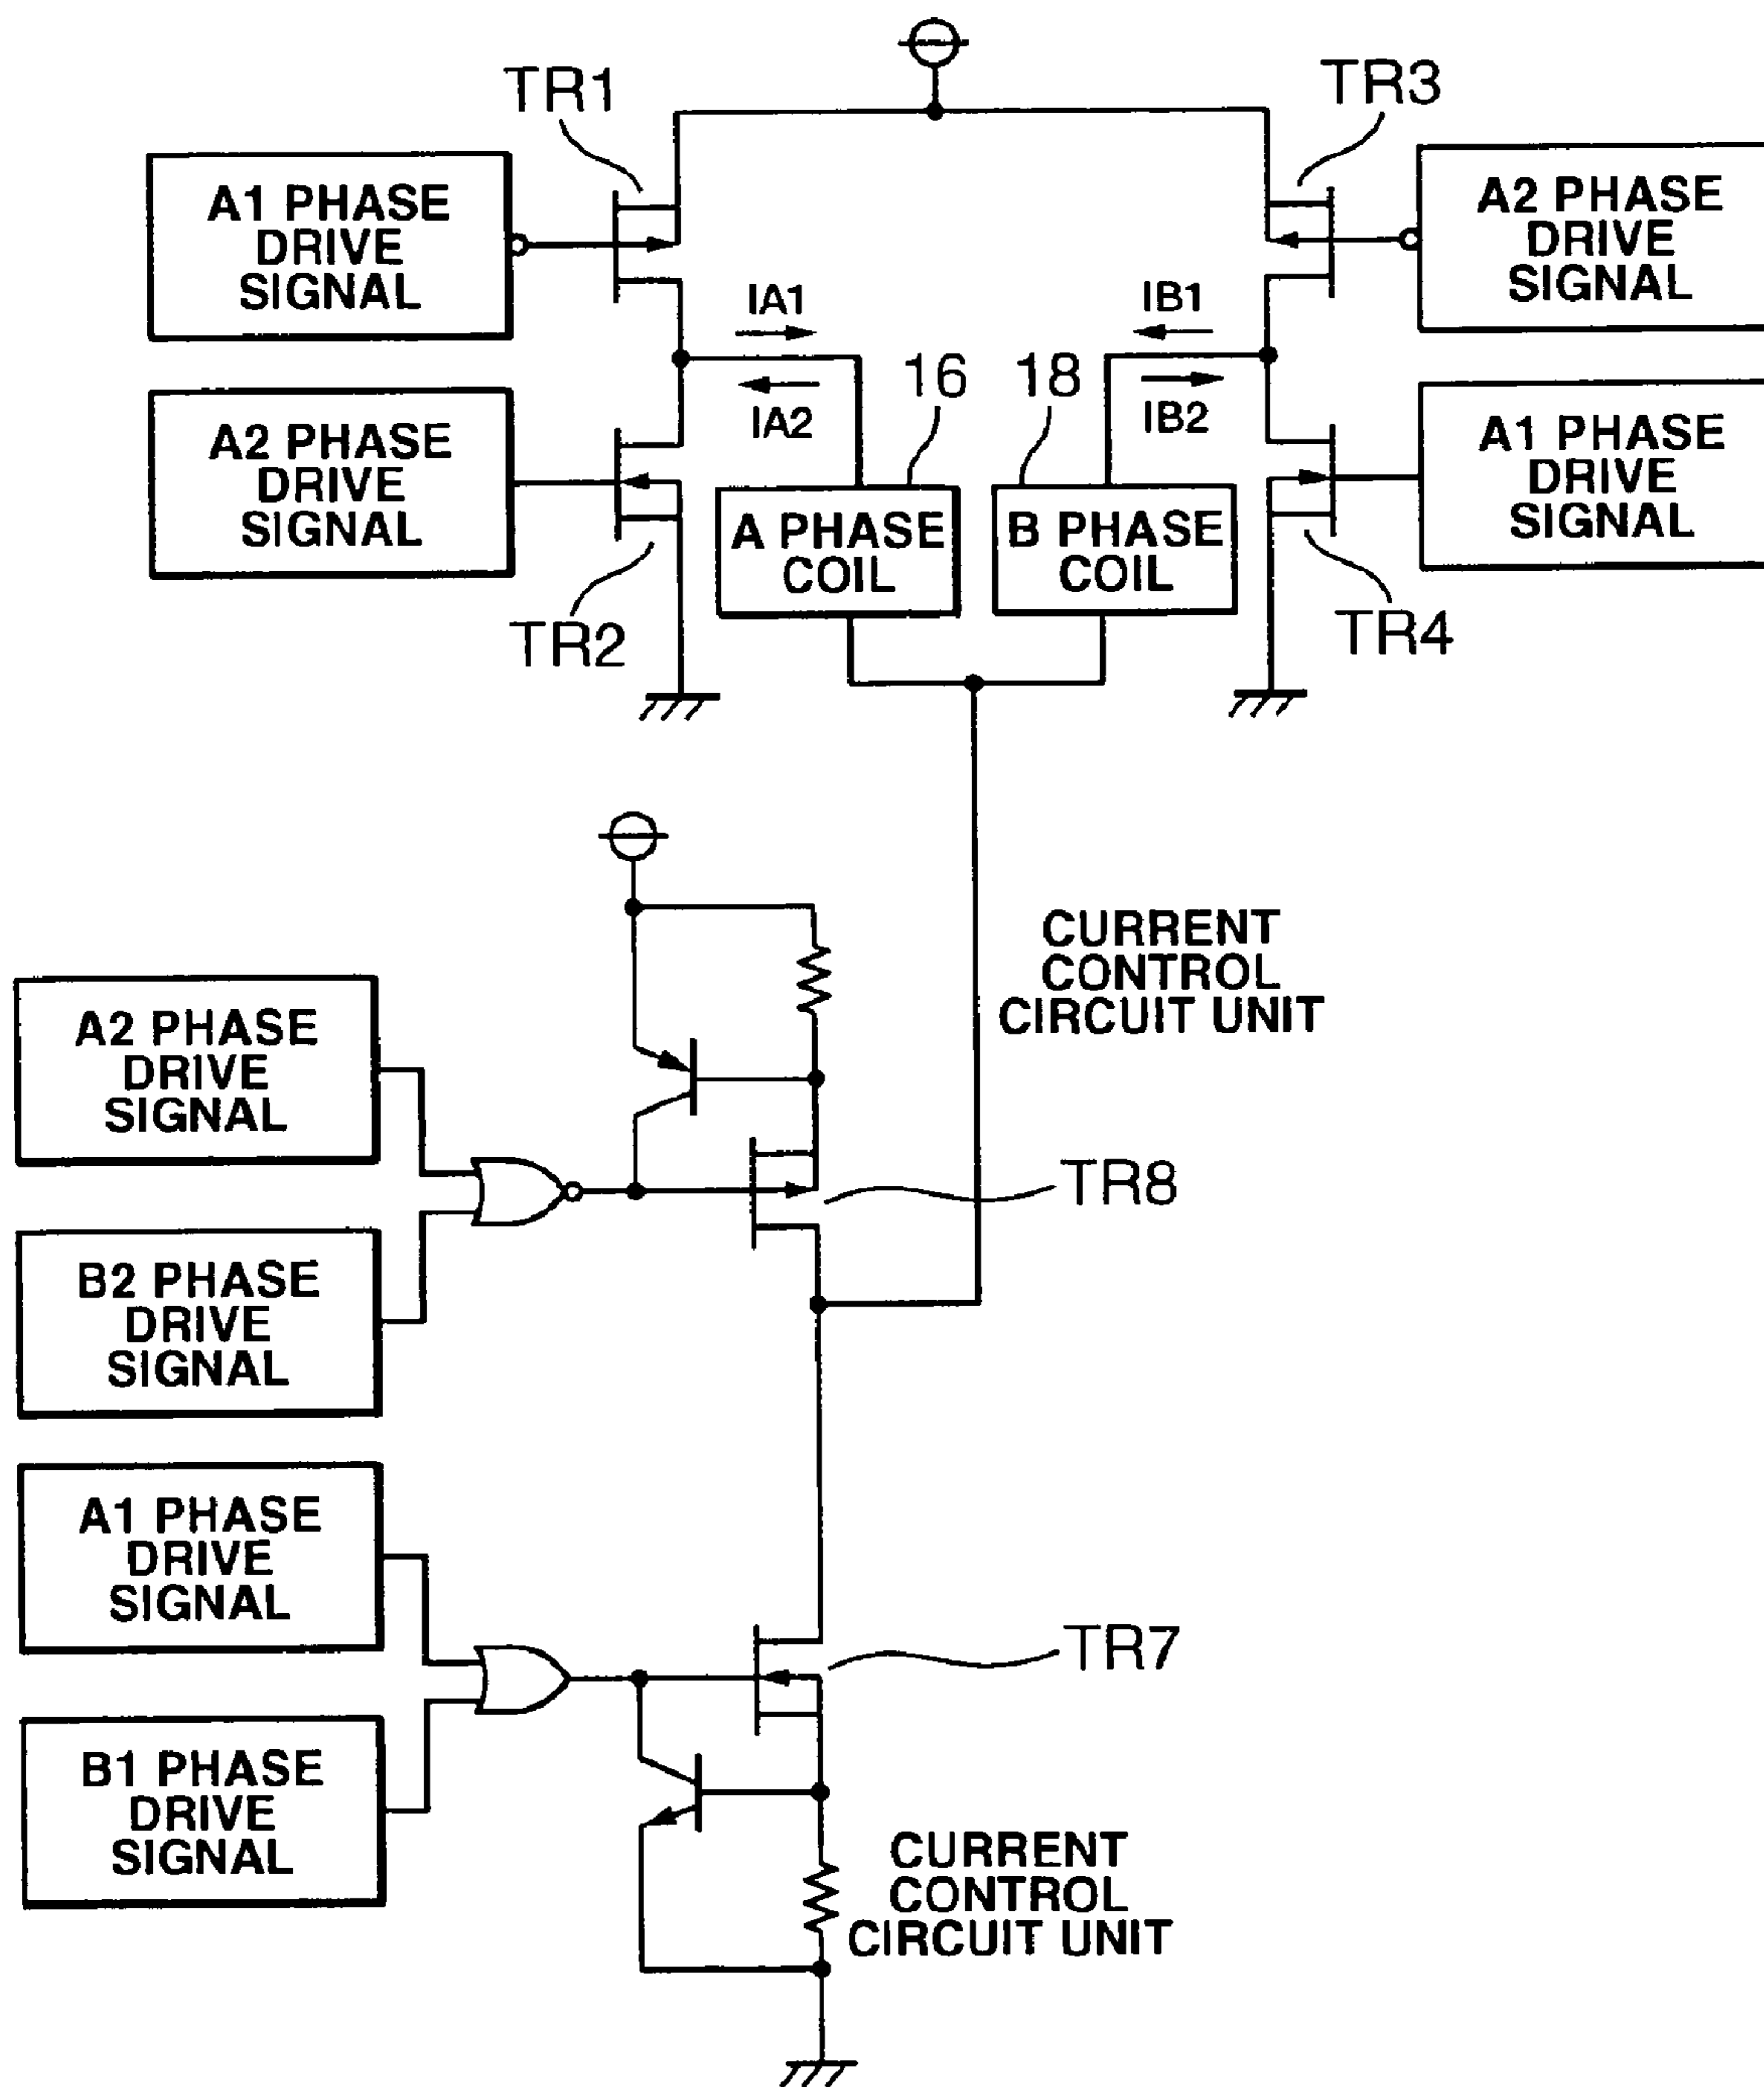 TR1
TR3
A1 PHASE
DRIVE
SIGNAL
A2 PHASE
DRIVE
SIGNAL
IA1
IB1
16
18
IA2
IB2
A2 PHASE
DRIVE
SIGNAL
A1 PHASE
DRIVE
SIGNAL
A PHASE
COIL
B PHASE
COIL
TR2
TR4
CURRENT
CONTROL
CIRCUIT UNIT
A2 PHASE
DRIVE
SIGNAL
TR8
B2 PHASE
DRIVE
SIGNAL
A1 PHASE
DRIVE
SIGNAL
TR7
B1 PHASE
DRIVE
SIGNAL
CURRENT
CONTROL
CIRCUIT UNIT